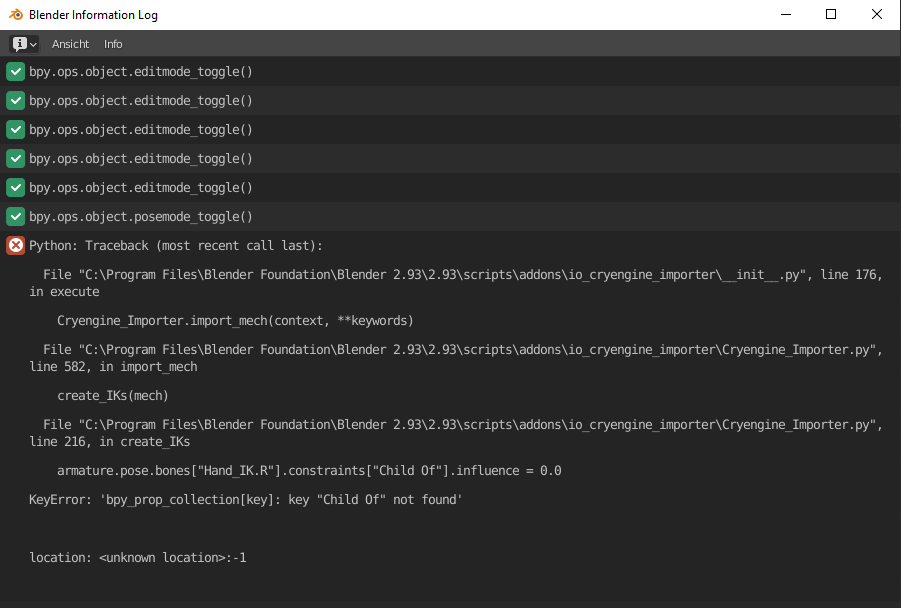 Blender Information Log
Ansicht Info
bpy.ops.object.editmode_toggle()
bpy.ops.object.editmode_toggle()
bpy.ops.object.editmode_toggle()
bpy.ops.object.editmode_toggle()
bpy.ops.object.editmode_toggle()
bpy.ops.object.posemode_toggle()
Python: Traceback (most recent call last):
File "C:\Program Files\Blender Foundation\Blender 2.93\2.93\scripts\addons\io_cryengine_importer\__init__.py", line 176,
in execute
Cryengine_Importer.import_mech(context, **keywords)
File "C:\Program Files\Blender Foundation\Blender 2.93\2.93\scripts\addons\io_cryengine_importer\Cryengine_Importer.py",
line 582, in import_mech
create_IKs(mech)
File "C:\Program Files\Blender Foundation\Blender 2.93\2.93\scripts\addons\io_cryengine_importer\Cryengine_Importer.py",
line 216, in create_IKs
armature.pose.bones["Hand_IK.R"].constraints["Child Of"].influence = 0.0
KeyError: 'bpy_prop_collection[key]: key "Child Of" not found'
location: <unknown location>:-1